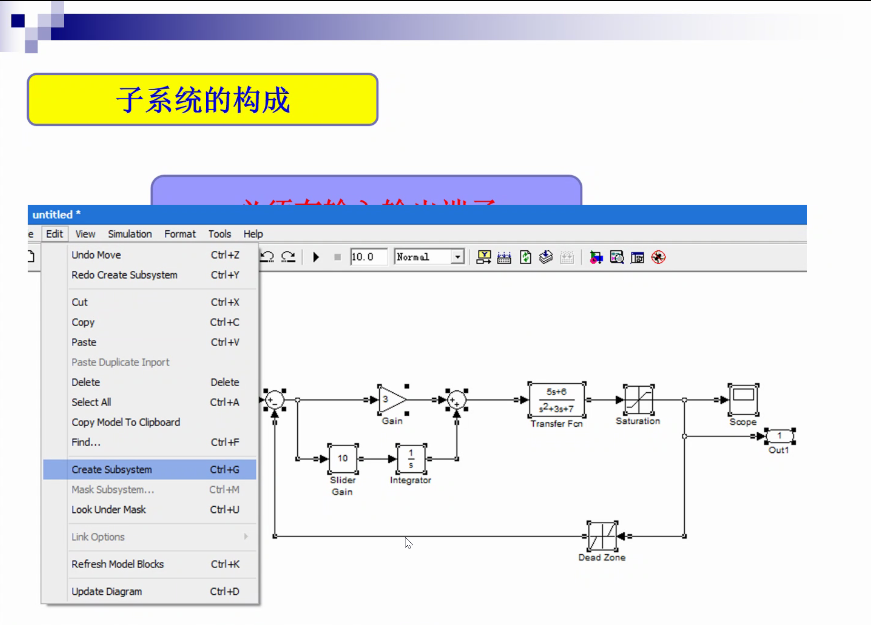 子系统的构成
untitled *
e Edit View Simulation Format Tools Help
10.0 Normal
Undo Move Ctrl+Z
Redo Create Subsystem Ctrl+Y
Cut Ctrl+X
Copy Ctrl+C
Paste Ctrl+V
Paste Duplicate Inport
Delete Delete
Select All Ctrl+A
Copy Model To Clipboard
Find... Ctrl+F
Create Subsystem Ctrl+G
Mask Subsystem... Ctrl+M
Look Under Mask Ctrl+U
Link Options
Refresh Model Blocks Ctrl+K
Update Diagram Ctrl+D
3
Gain
5s+6
s²+3s+7
Transfer Fcn
Saturation
Scope
1
Out1
10
Slider
Gain
1
s
Integrator
Dead Zone